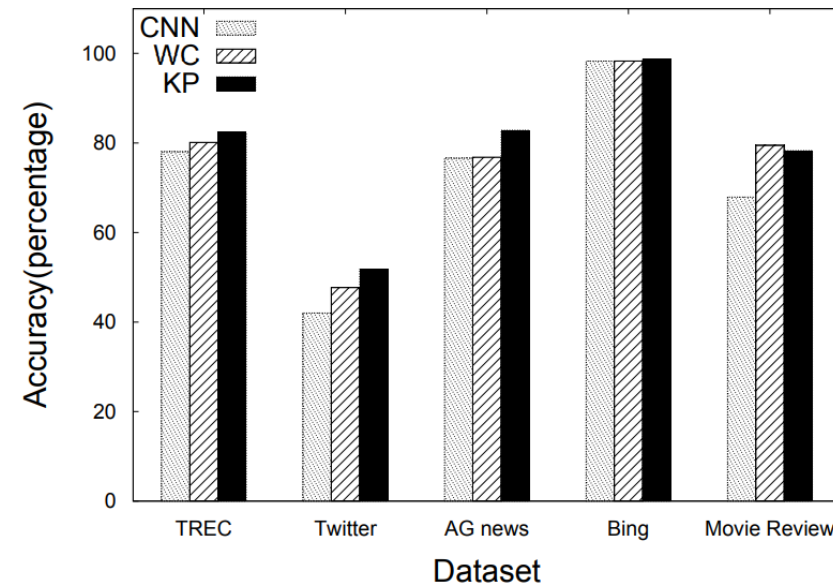 CNN
WC
KP
100
80
60
40
20
0
Accuracy(percentage)
TREC Twitter AG news Bing Movie Review
Dataset